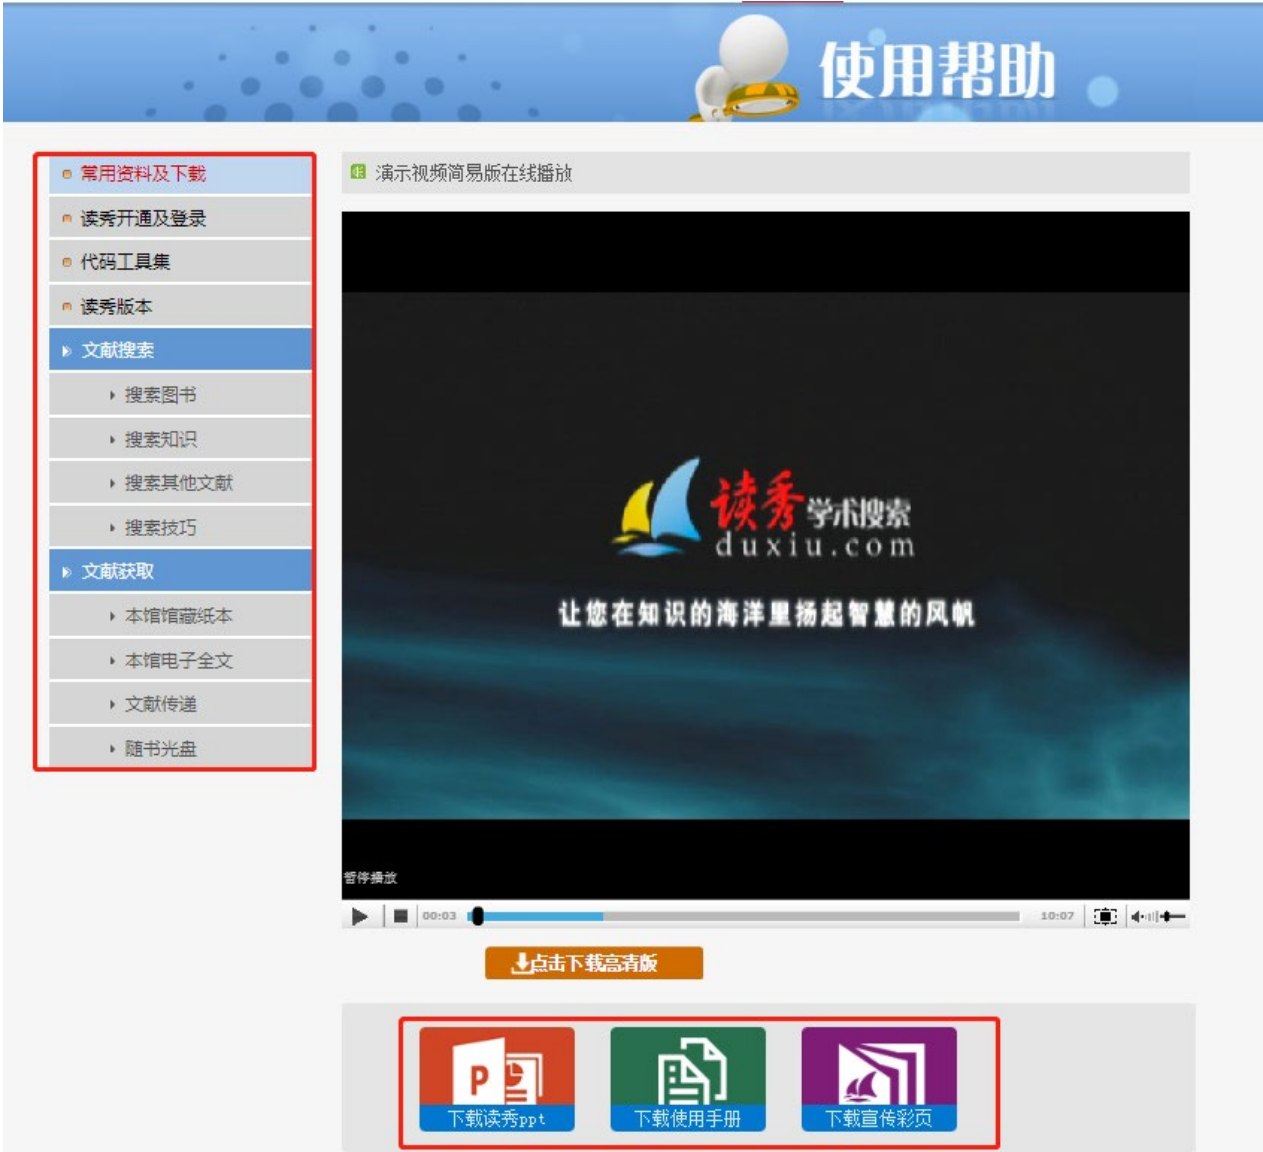 使用帮助
常用资料及下载
读秀开通及登录
代码工具集
读秀版本
文献搜索
搜索图书
搜索知识
搜索其他文献
搜索技巧
文献获取
本馆馆藏纸本
本馆电子全文
文献传递
随书光盘
演示视频简易版在线播放
读秀学术搜索
duxiu.com
让您在知识的海洋里扬起智慧的风帆
暂停播放
00:03 10:07
点击下载高清版
P
下载读秀ppt 下载使用手册 下载宣传彩页